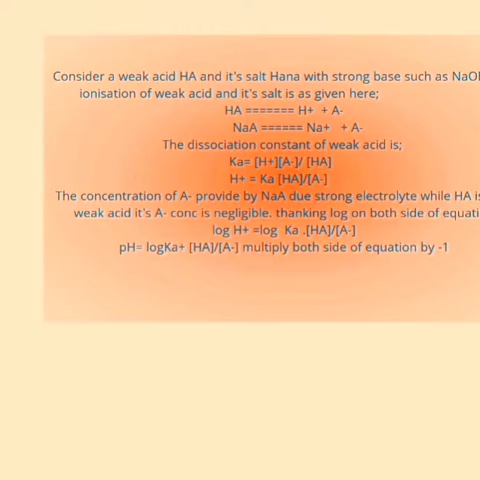 Consider a weak acid HA and it's salt Hana with strong base such as NaO
ionisation of weak acid and it's salt is as given here;
HA ======= H+ + A-
NaA ====== Na+ + A-
The dissociation constant of weak acid is;
Ka= [H+][A-]/ [HA]
H+ = Ka [HA]/[A-]
The concentration of A- provide by NaA due strong electrolyte while HA is
weak acid it's A- conc is negligible. thanking log on both side of equati
log H+ =log Ka .[HA]/[A-]
pH= logKa+ [HA]/[A-] multiply both side of equation by -1